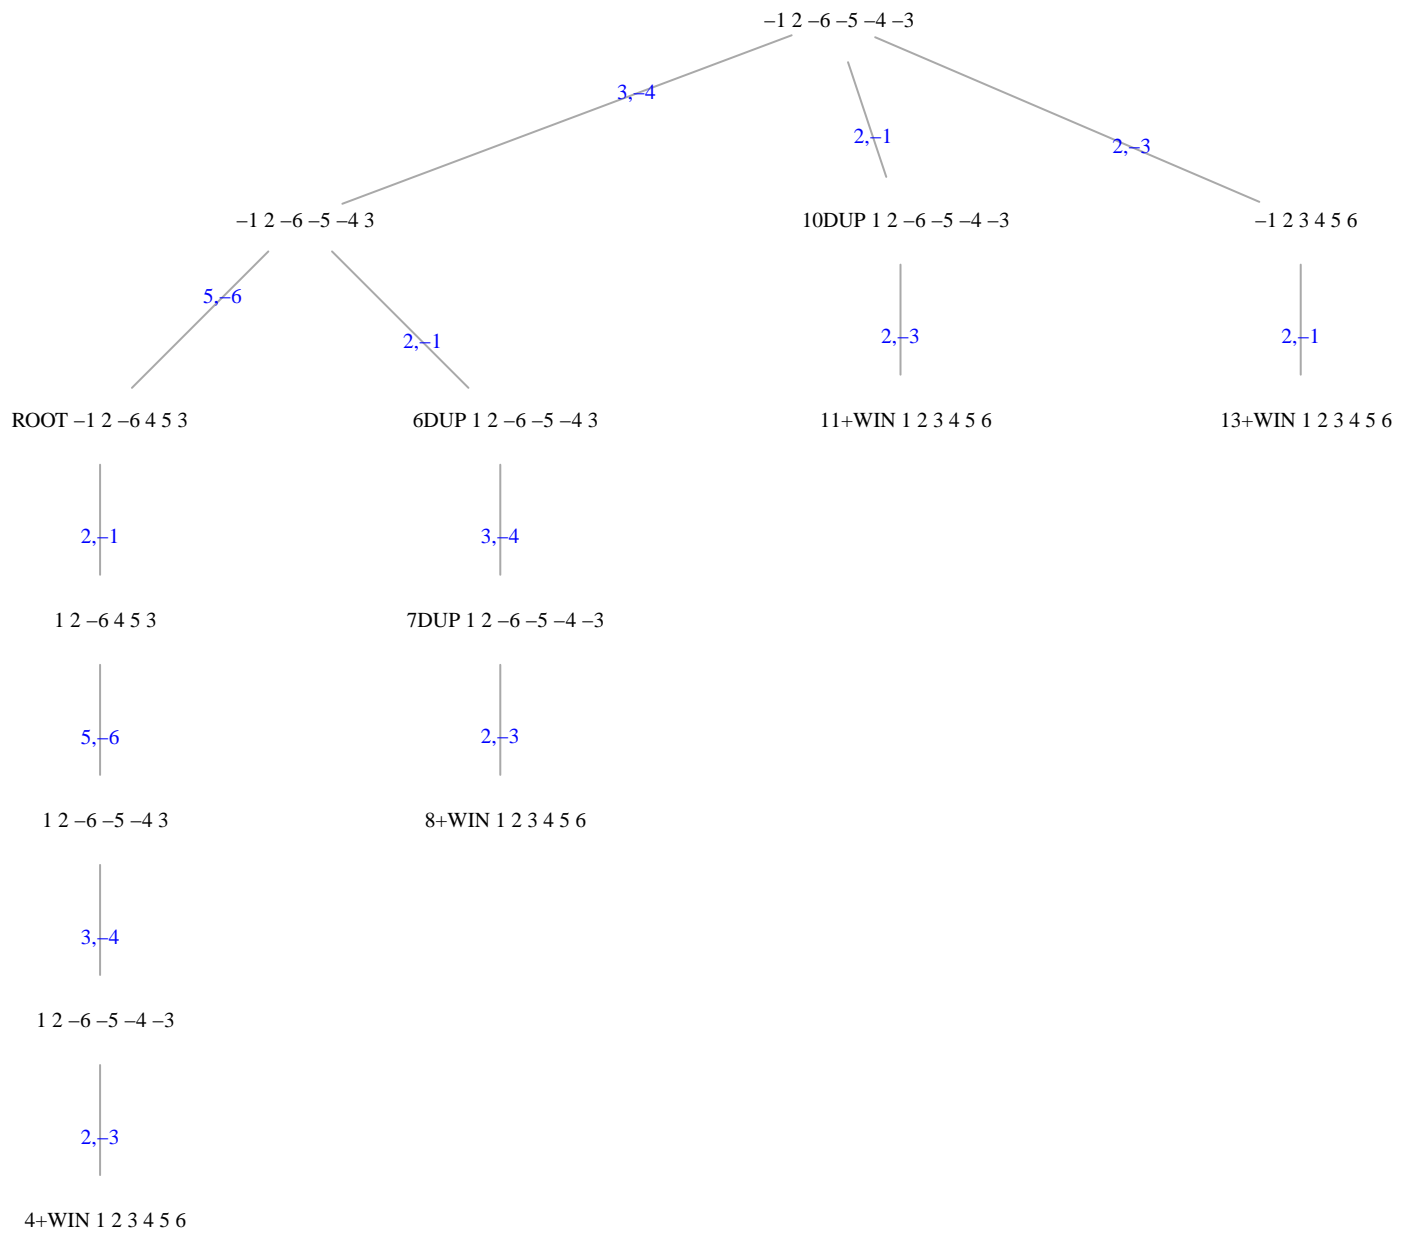 –1 2 –6 –5 –4 –3
3,–4
2,–1
2,–3
–1 2 –6 –5 –4 3
10DUP 1 2 –6 –5 –4 –3
–1 2 3 4 5 6
5,–6
2,–1
2,–3
2,–1
ROOT –1 2 –6 4 5 3
6DUP 1 2 –6 –5 –4 3
11+WIN 1 2 3 4 5 6
13+WIN 1 2 3 4 5 6
2,–1
3,–4
1 2 –6 4 5 3
7DUP 1 2 –6 –5 –4 –3
5,–6
2,–3
1 2 –6 –5 –4 3
8+WIN 1 2 3 4 5 6
3,–4
1 2 –6 –5 –4 –3
2,–3
4+WIN 1 2 3 4 5 6